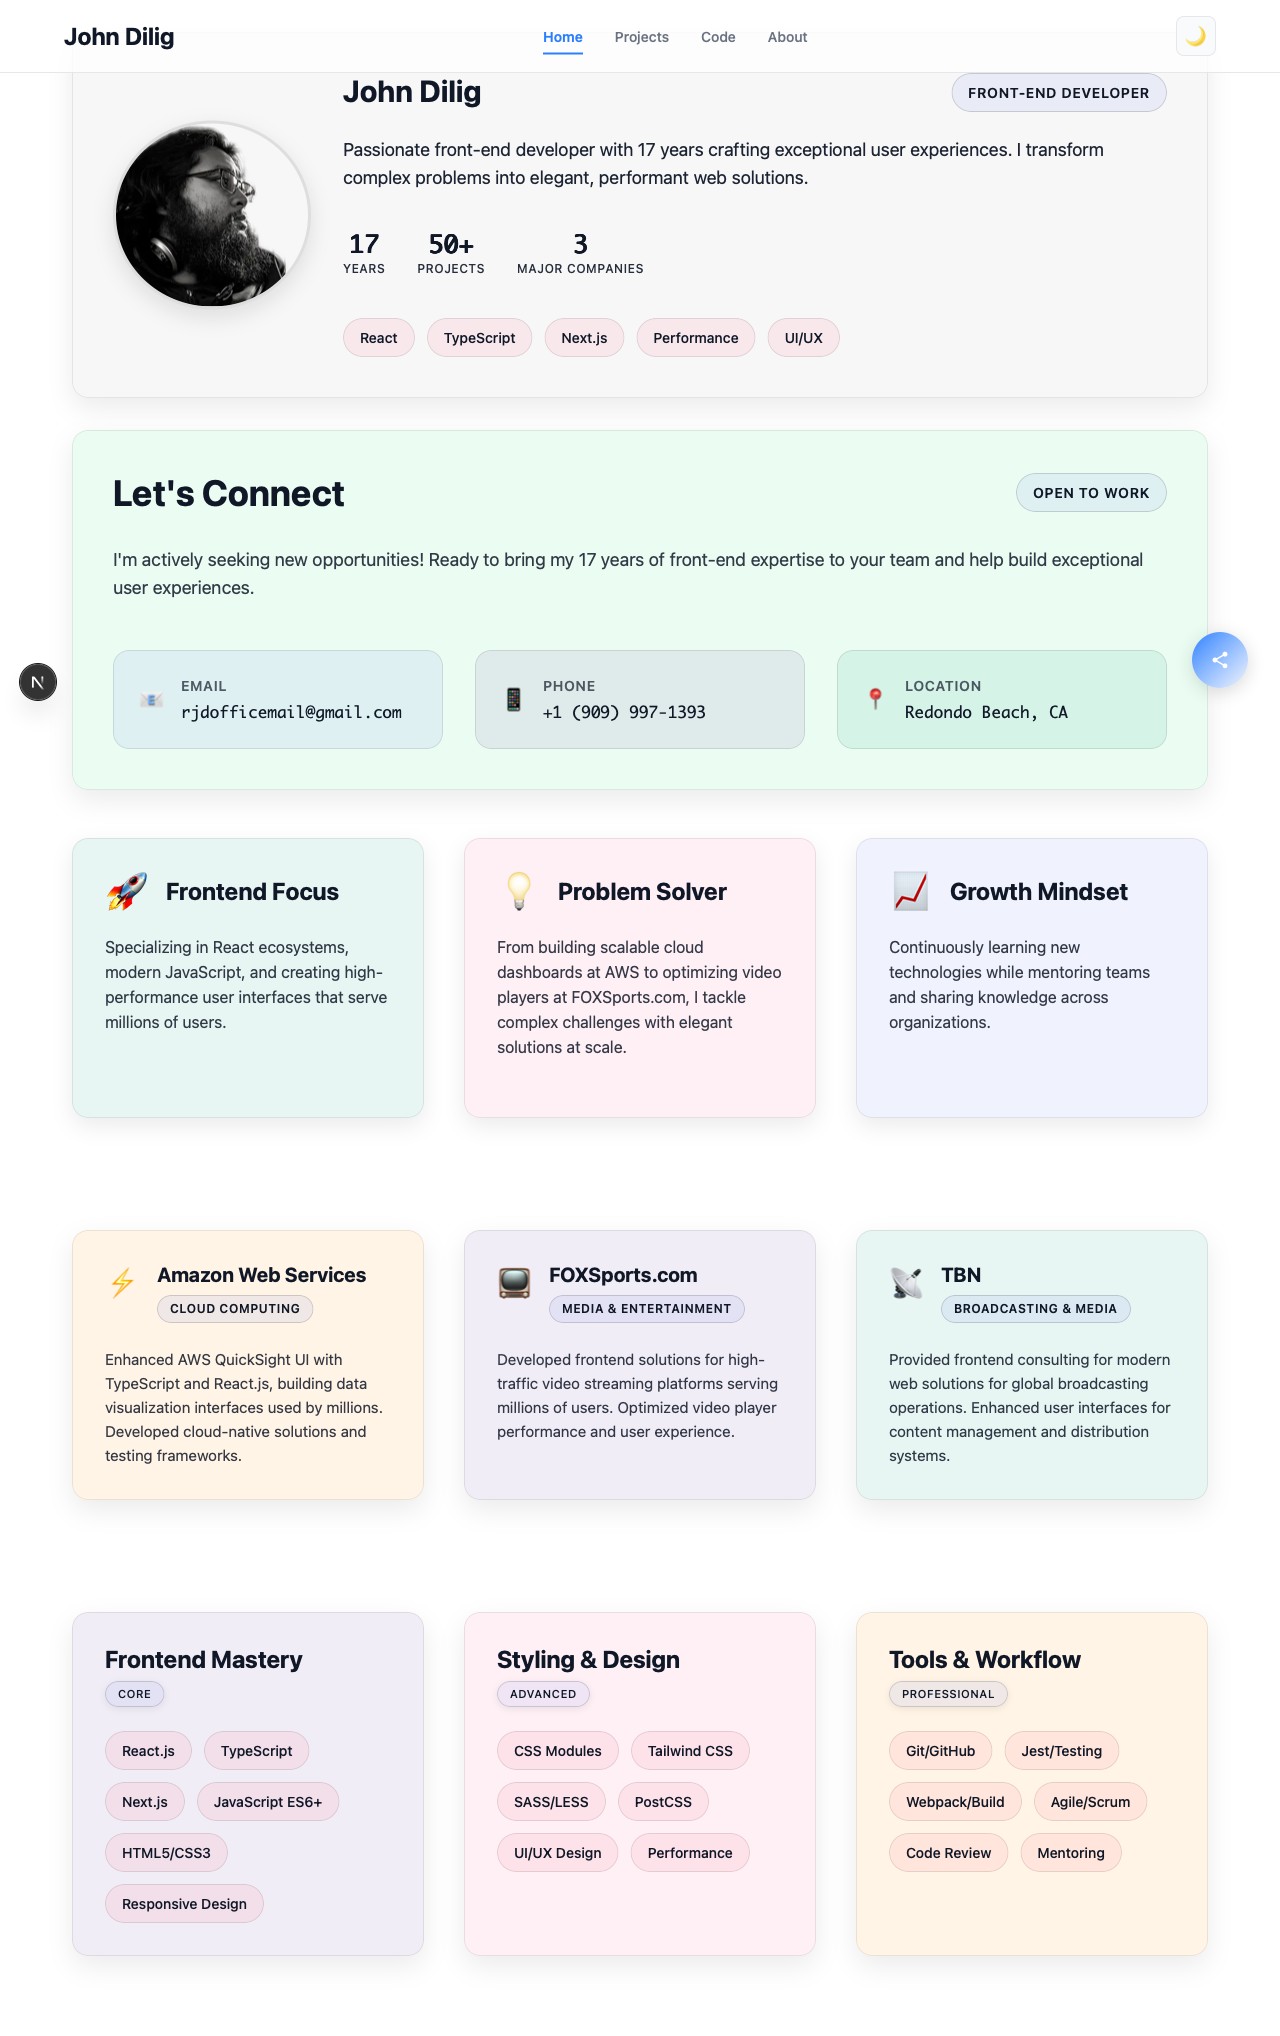 John Dilig
Home
Projects
Code
About
John Dilig
FRONT-END DEVELOPER
Passionate front-end developer with 17 years crafting exceptional user experiences. I transform
complex problems into elegant, performant web solutions.
17
YEARS
50+
PROJECTS
3
MAJOR COMPANIES
React
TypeScript
Next.js
Performance
UI/UX
Let's Connect
OPEN TO WORK
I'm actively seeking new opportunities! Ready to bring my 17 years of front-end expertise to your team and help build exceptional
user experiences.
EMAIL
rjdofficemail@gmail.com
PHONE
+1 (909) 997-1393
LOCATION
Redondo Beach, CA
N
Frontend Focus
Specializing in React ecosystems,
modern JavaScript, and creating high-
performance user interfaces that serve
millions of users.
Problem Solver
From building scalable cloud
dashboards at AWS to optimizing video
players at FOXSports.com, I tackle
complex challenges with elegant
solutions at scale.
Growth Mindset
Continuously learning new
technologies while mentoring teams
and sharing knowledge across
organizations.
Amazon Web Services
CLOUD COMPUTING
Enhanced AWS QuickSight UI with
TypeScript and React.js, building data
visualization interfaces used by millions.
Developed cloud-native solutions and
testing frameworks.
FOXSports.com
MEDIA & ENTERTAINMENT
Developed frontend solutions for high-
traffic video streaming platforms serving
millions of users. Optimized video player
performance and user experience.
TBN
BROADCASTING & MEDIA
Provided frontend consulting for modern
web solutions for global broadcasting
operations. Enhanced user interfaces for
content management and distribution
systems.
Frontend Mastery
CORE
React.js
TypeScript
Next.js
JavaScript ES6+
HTML5/CSS3
Responsive Design
Styling & Design
ADVANCED
CSS Modules
Tailwind CSS
SASS/LESS
PostCSS
UI/UX Design
Performance
Tools & Workflow
PROFESSIONAL
Git/GitHub
Jest/Testing
Webpack/Build
Agile/Scrum
Code Review
Mentoring